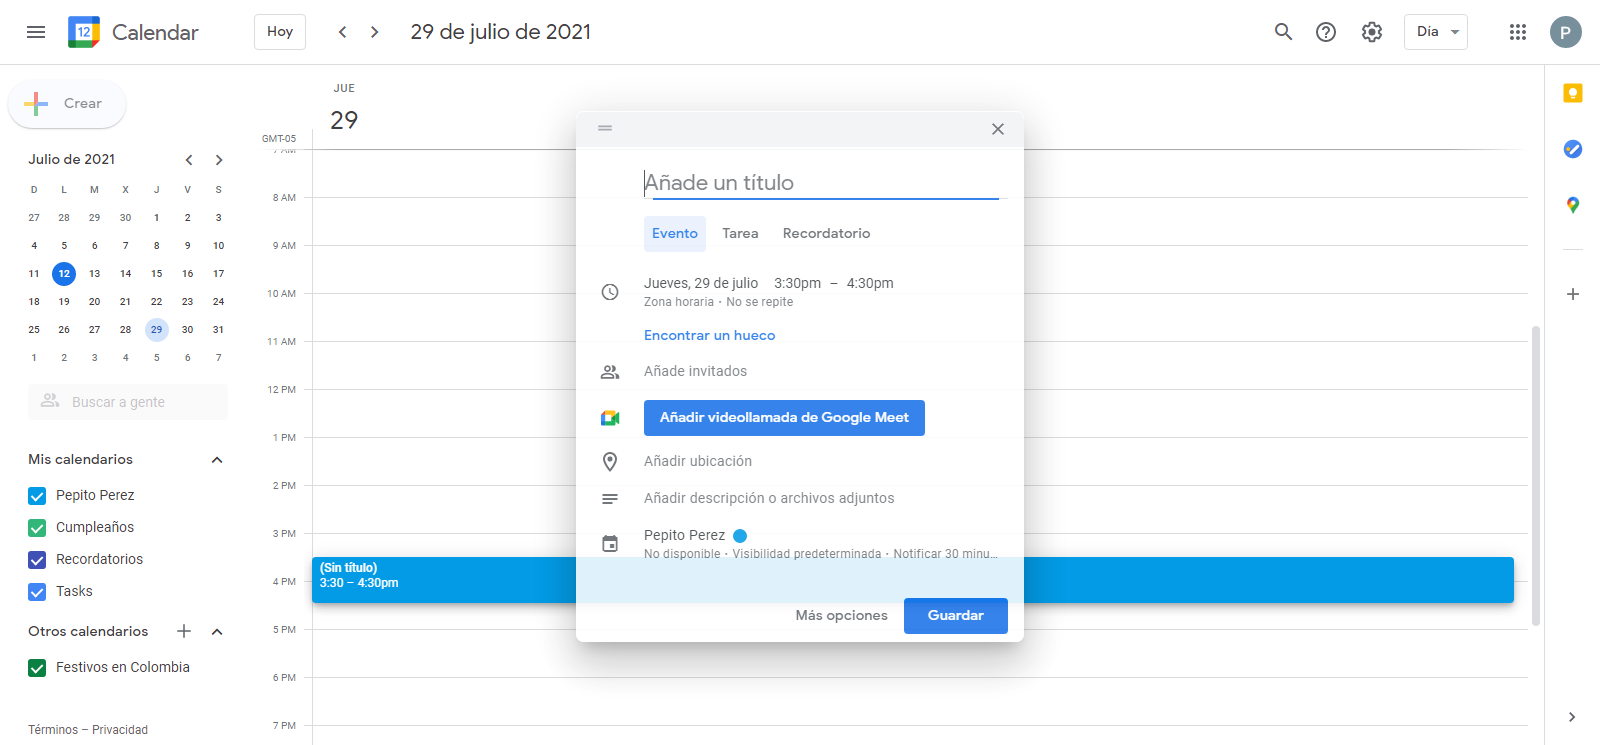 12 Calendar
Hoy
29 de julio de 2021
Día
P
Crear
Julio de 2021
D L M X J V S
27 28 29 30 1 2 3
4 5 6 7 8 9 10
11 12 13 14 15 16 17
18 19 20 21 22 23 24
25 26 27 28 29 30 31
1 2 3 4 5 6 7
Buscar a gente
Mis calendarios
Pepito Perez
Cumpleaños
Recordatorios
Tasks
Otros calendarios
Festivos en Colombia
Términos – Privacidad
JUE
29
GMT-05
7 AM
8 AM
9 AM
10 AM
11 AM
12 PM
1 PM
2 PM
3 PM
4 PM
5 PM
6 PM
7 PM
(Sin título)
3:30 – 4:30pm
Añade un título
Evento Tarea Recordatorio
Jueves, 29 de julio 3:30pm – 4:30pm
Zona horaria · No se repite
Encontrar un hueco
Añade invitados
Añadir videollamada de Google Meet
Añadir ubicación
Añadir descripción o archivos adjuntos
Pepito Perez
No disponible · Visibilidad predeterminada · Notificar 30 minu...
Más opciones Guardar